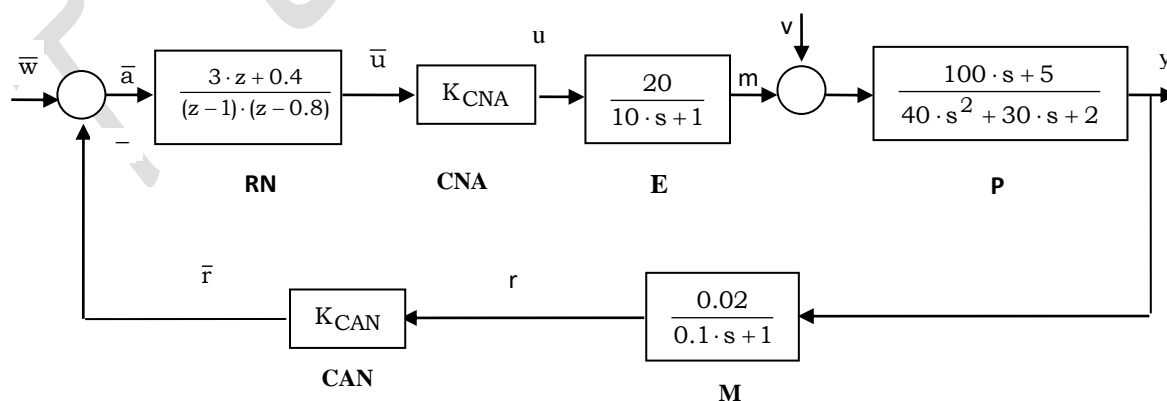 w̅
a̅
3 · z + 0.4
(z − 1) · (z − 0.8)
RN
u̅
K_CNA
CNA
u
20
10 · s + 1
E
m
v
100 · s + 5
40 · s² + 30 · s + 2
P
y
−
r̅
K_CAN
CAN
r
0.02
0.1 · s + 1
M